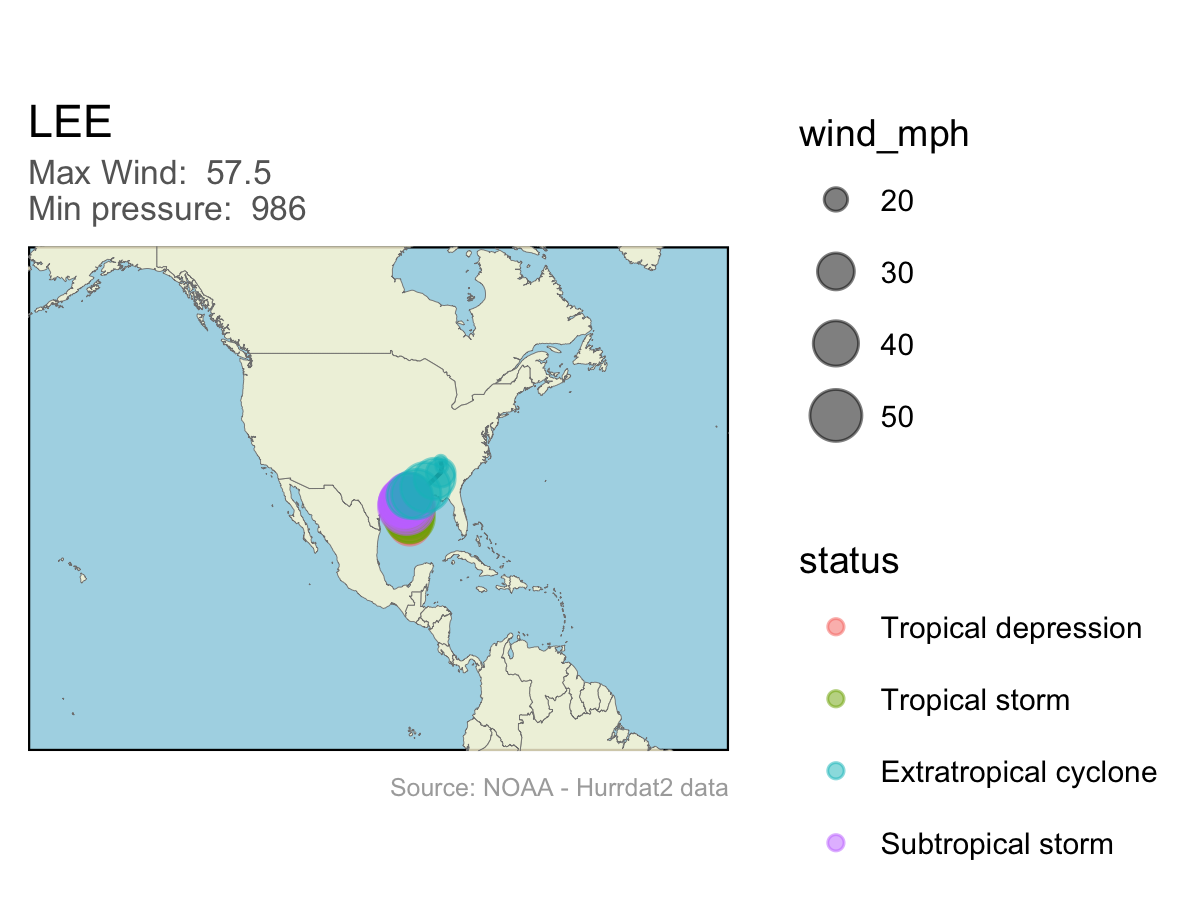 LEE
Max Wind:  57.5
Min pressure:  986
Source: NOAA - Hurrdat2 data
wind_mph
20
30
40
50
status
Tropical depression
Tropical storm
Extratropical cyclone
Subtropical storm